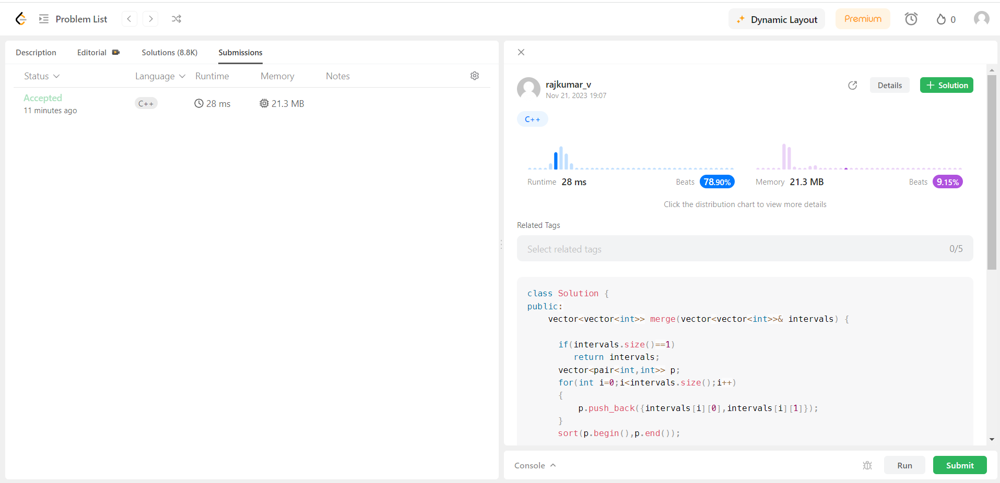 Problem List
Dynamic Layout
Premium
0
Description
Editorial
Solutions (8.8K)
Submissions
Status
Language
Runtime
Memory
Notes
Accepted
11 minutes ago
C++
28 ms
21.3 MB
rajkumar_v
Nov 21, 2023 19:07
Details
+ Solution
C++
Runtime 28 ms
Beats 78.90%
Memory 21.3 MB
Beats 9.15%
Click the distribution chart to view more details
Related Tags
Select related tags
0/5
class Solution {
public:
    vector<vector<int>> merge(vector<vector<int>>& intervals) {
      if(intervals.size()==1)
         return intervals;
      vector<pair<int,int>> p;
      for(int i=0;i<intervals.size();i++)
      {
          p.push_back({intervals[i][0],intervals[i][1]});
      }
      sort(p.begin(),p.end());
Console
Run
Submit